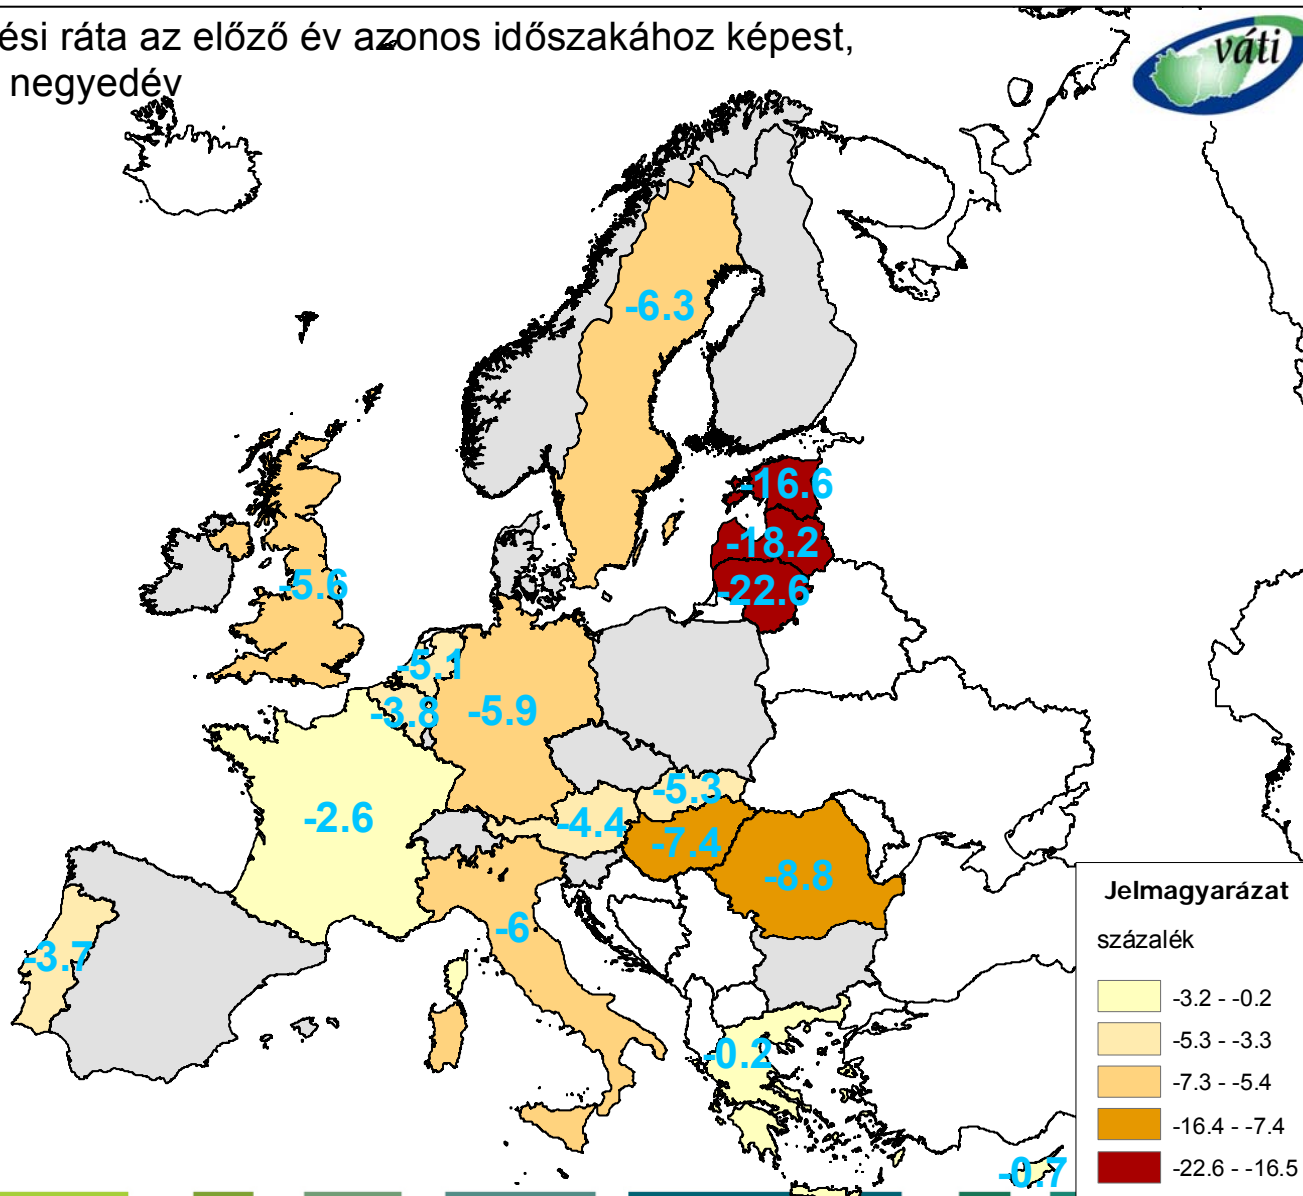 ési ráta az előző év azonos időszakához képest,
negyedév
váti
-6.3
-16.6
-18.2
-22.6
-5.6
-5.1
-3.8
-5.9
-5.3
-2.6
-4.4
-7.4
-8.8
-6
-3.7
-0.2
-0.7
Jelmagyarázat
százalék
-3.2 - -0.2
-5.3 - -3.3
-7.3 - -5.4
-16.4 - -7.4
-22.6 - -16.5